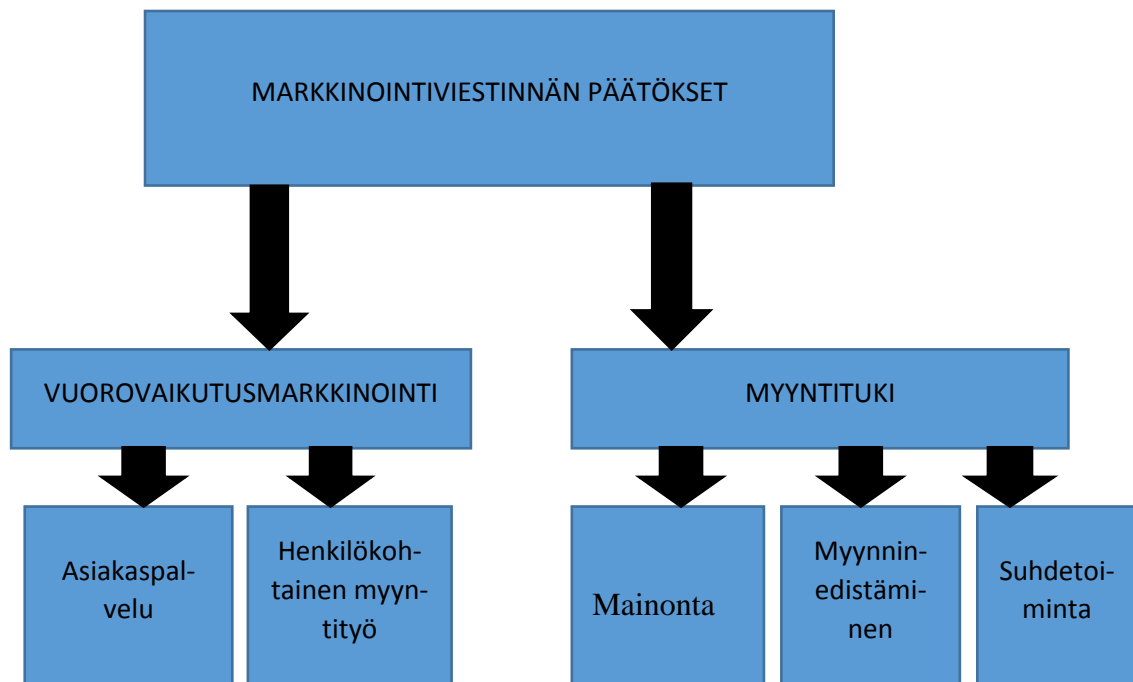 MARKKINOINTIVIESTINNÄN PÄÄTÖKSET
VUOROVAIKUTUSMARKKINOINTI
MYYNTITUKI
Asiakaspal-
velu
Henkilökoh-
tainen myyn-
tityö
Mainonta
Myynnin-
edistämi-
nen
Suhdetoi-
minta